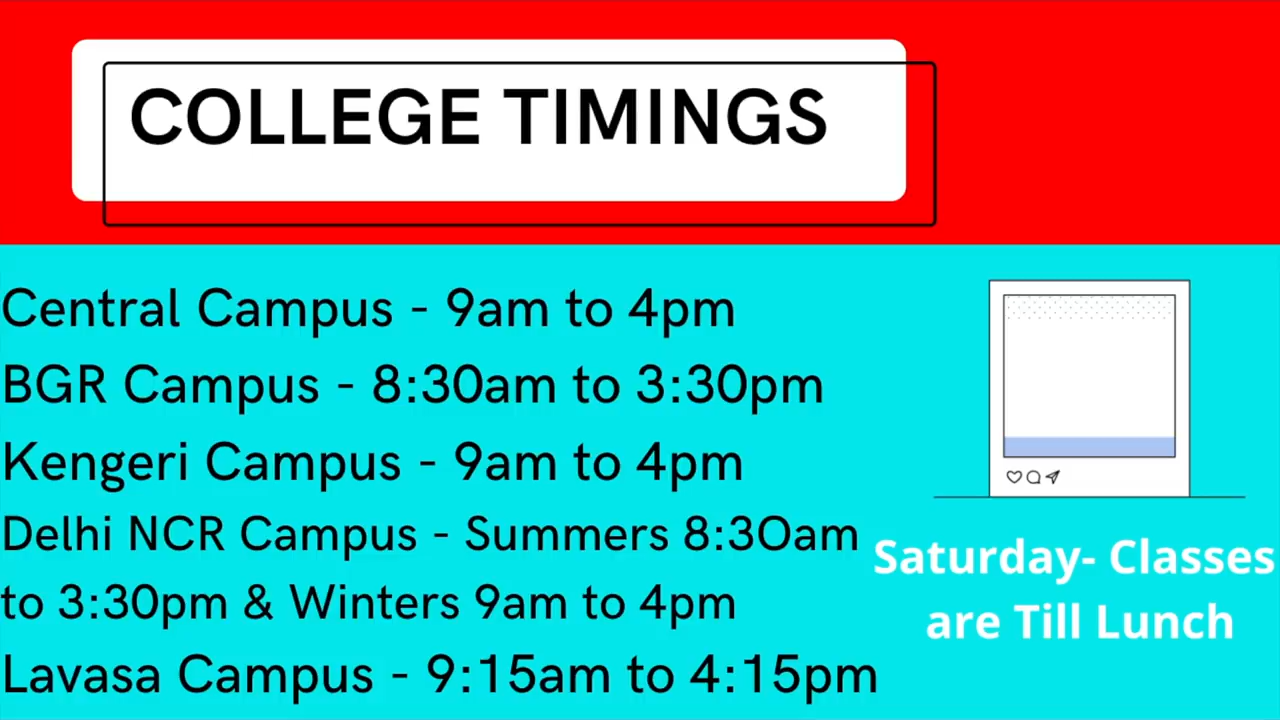 COLLEGE TIMINGS
Central Campus - 9am to 4pm
BGR Campus - 8:30am to 3:30pm
Kengeri Campus - 9am to 4pm
Delhi NCR Campus - Summers 8:3Oam
to 3:30pm & Winters 9am to 4pm
Lavasa Campus - 9:15am to 4:15pm
Saturday- Classes
are Till Lunch